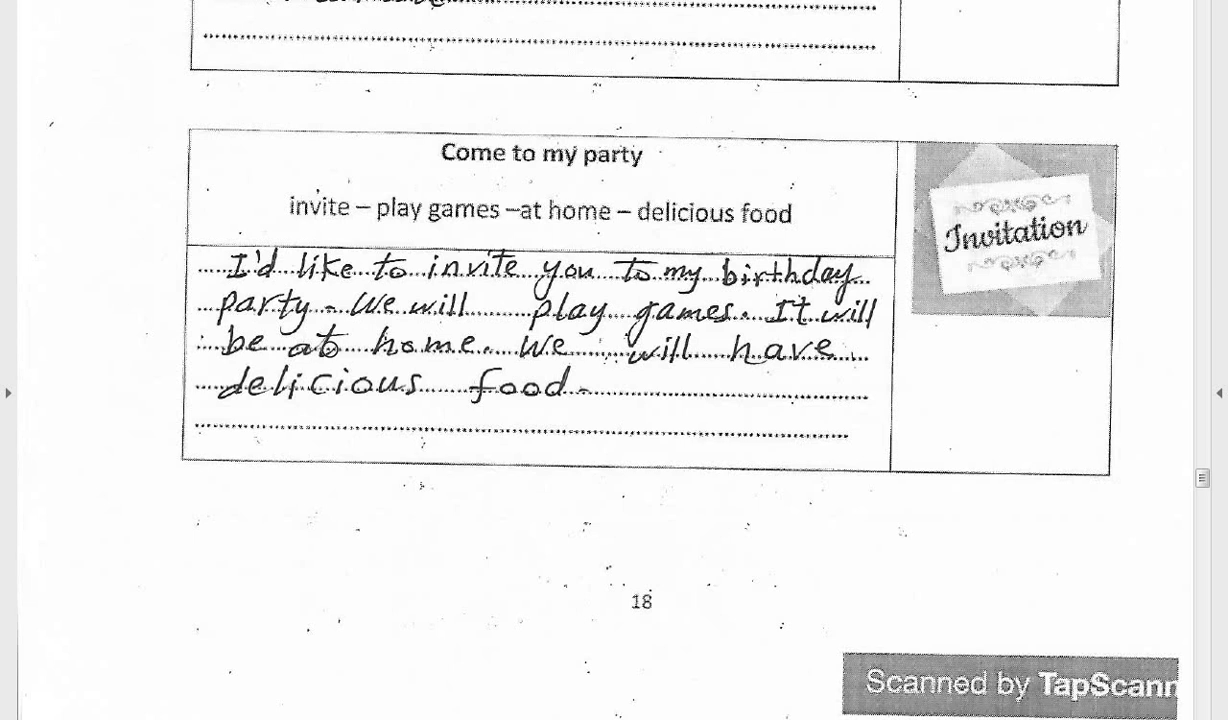 Come to my party
invite – play games –at home – delicious food
Invitation
I'd like to invite you to my birthday
party. We will play games. It will
be at home. We will have
delicious food.
18
Scanned by TapScann